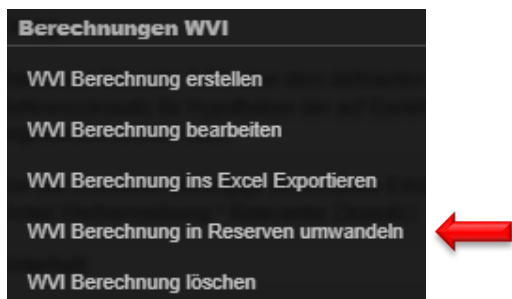 Berechnungen WVI
WVI Berechnung erstellen
WVI Berechnung bearbeiten
WVI Berechnung ins Excel Exportieren
WVI Berechnung in Reserven umwandeln
WVI Berechnung löschen